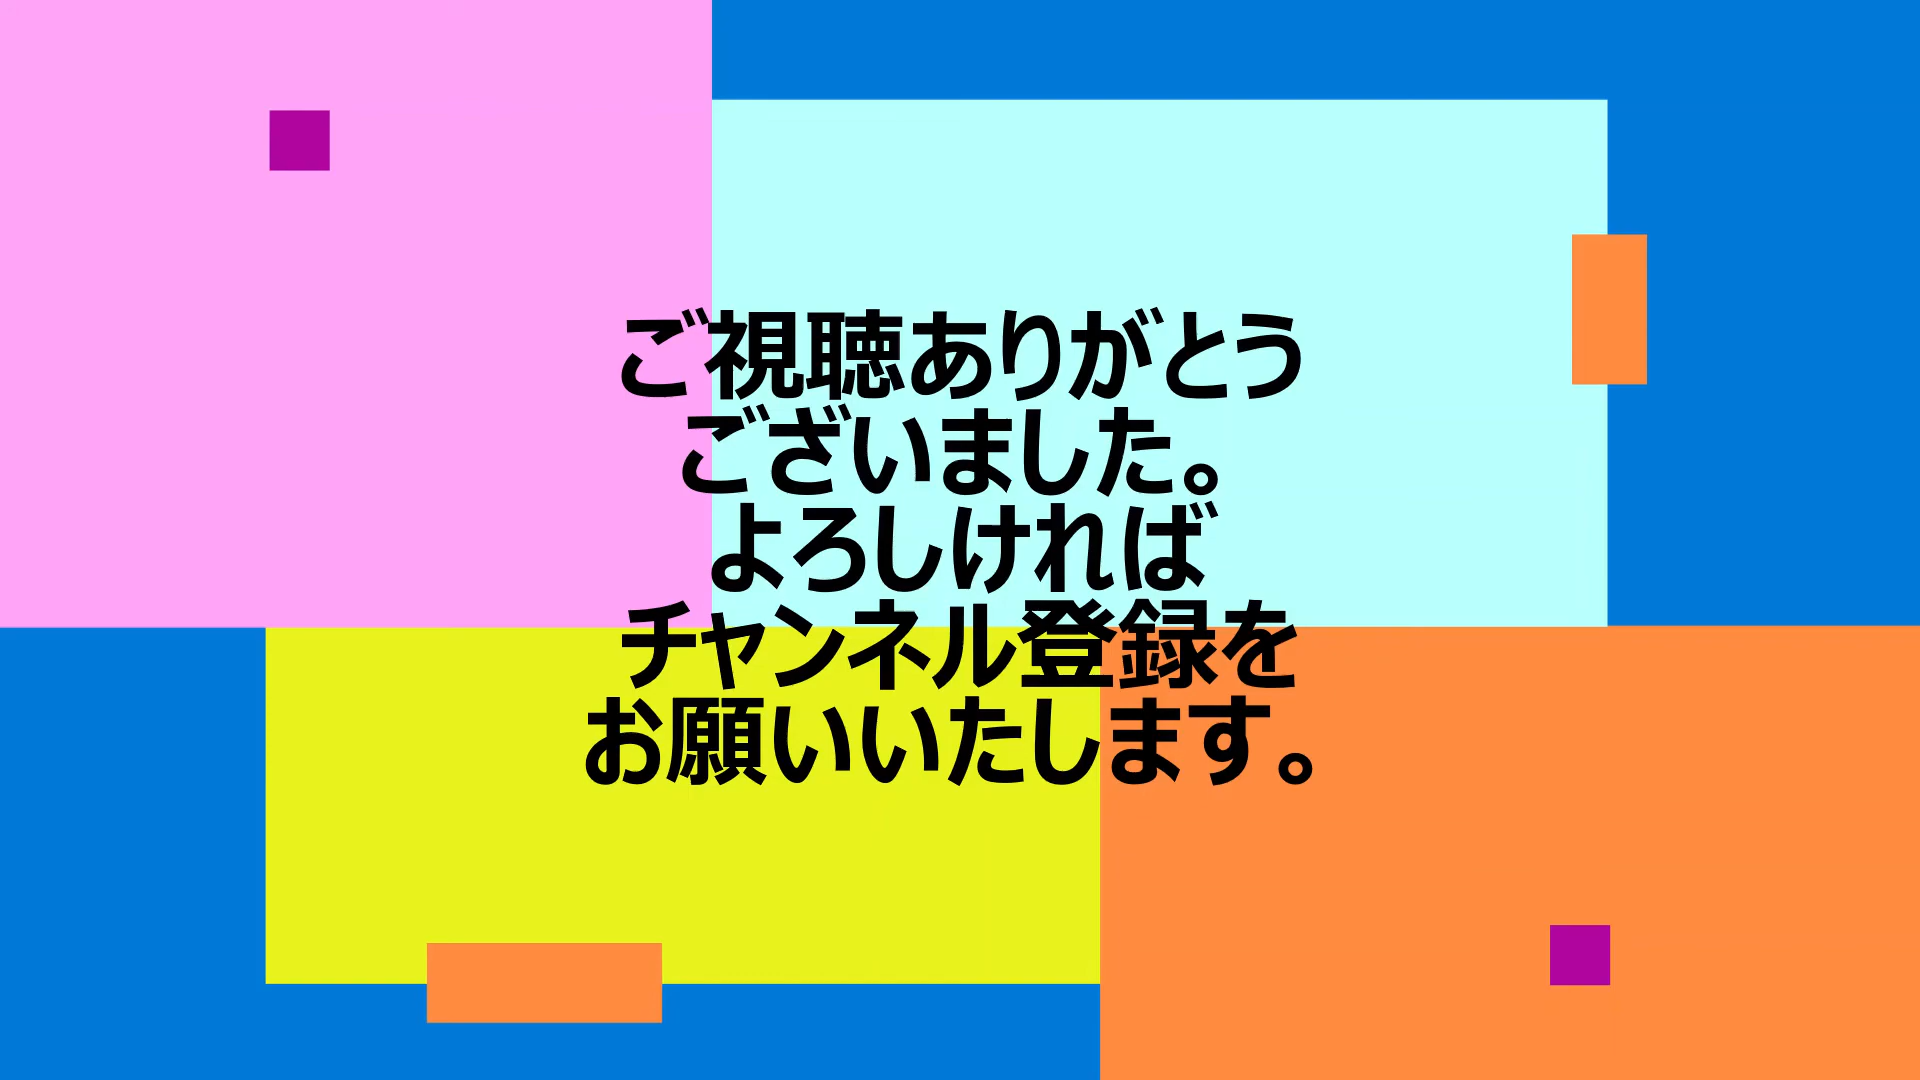 ご視聴ありがとう
ございました。
よろしければ
チャンネル登録を
お願いいたします。